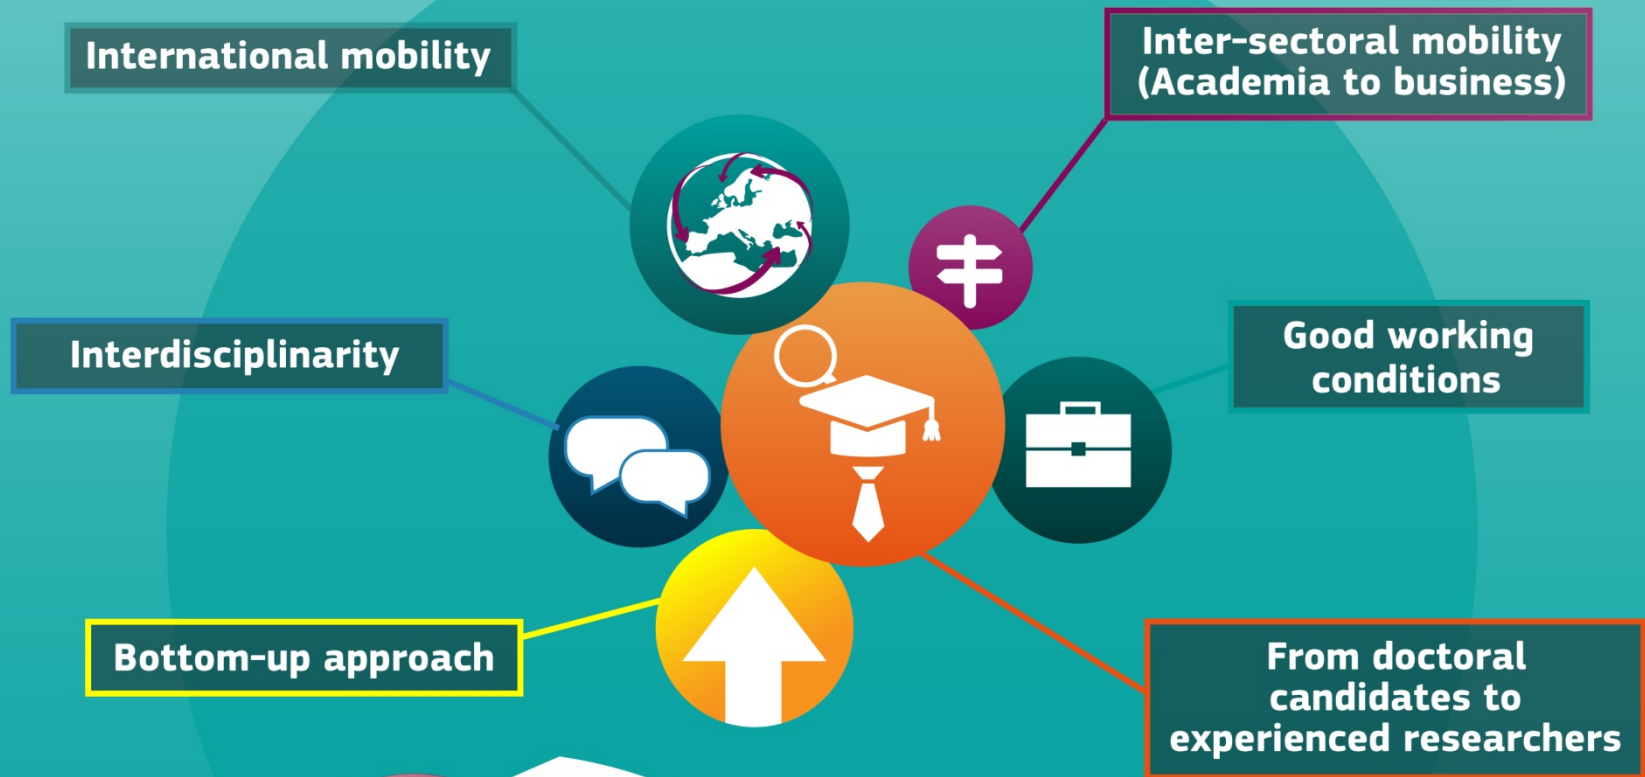 International mobility
Inter-sectoral mobility
(Academia to business)
Interdisciplinarity
Good working
conditions
Bottom-up approach
From doctoral
candidates to
experienced researchers